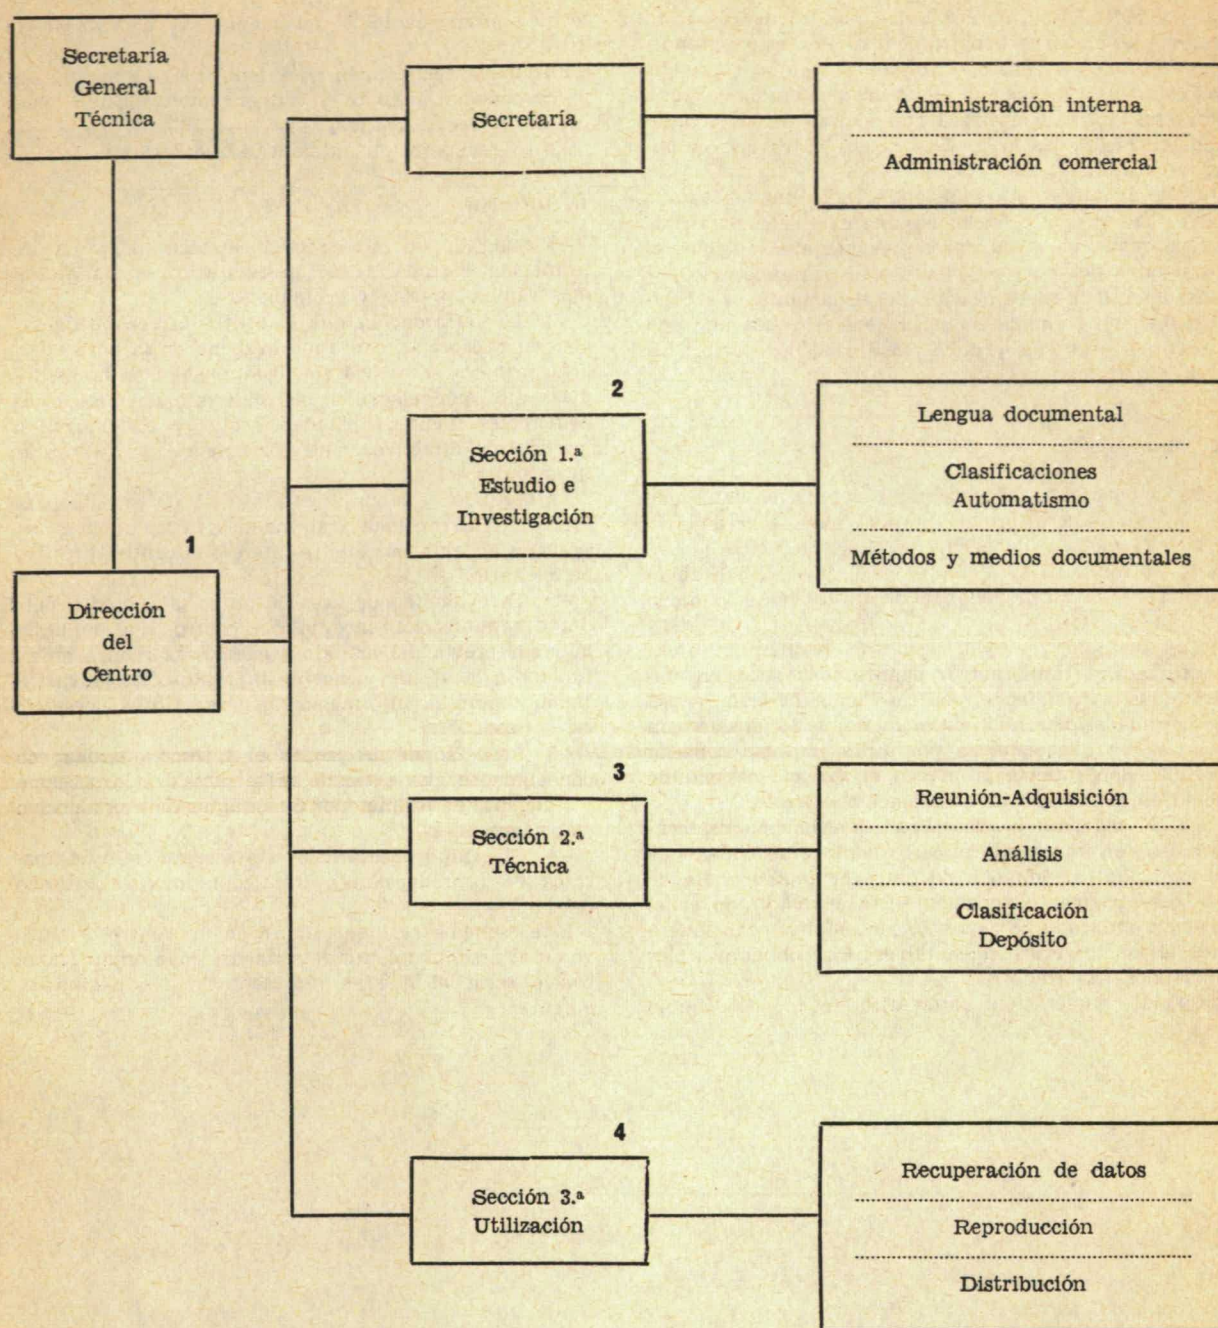 Secretaría
General
Técnica
Secretaría
Administración interna
Administración comercial
1
Dirección
del
Centro
2
Sección 1.ª
Estudio e
Investigación
Lengua documental
Clasificaciones
Automatismo
Métodos y medios documentales
3
Sección 2.ª
Técnica
Reunión-Adquisición
Análisis
Clasificación
Depósito
4
Sección 3.ª
Utilización
Recuperación de datos
Reproducción
Distribución